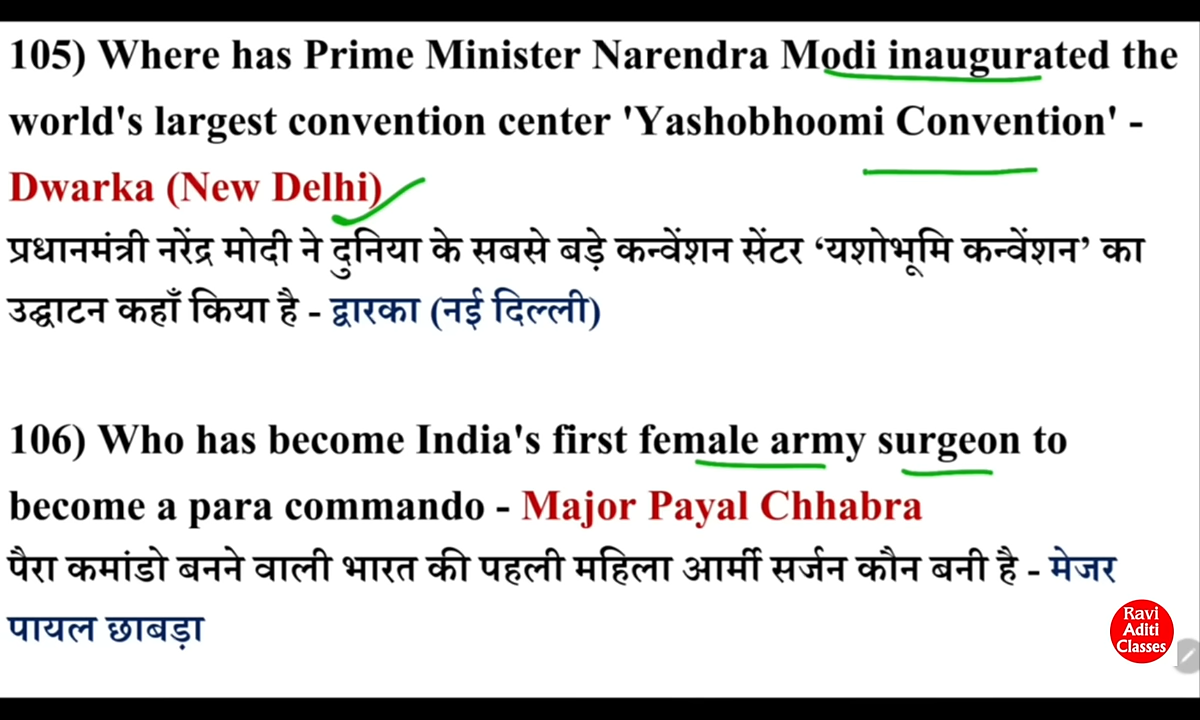 105) Where has Prime Minister Narendra Modi inaugurated the
world's largest convention center 'Yashobhoomi Convention' -
Dwarka (New Delhi)
प्रधानमंत्री नरेंद्र मोदी ने दुनिया के सबसे बड़े कन्वेंशन सेंटर ‘यशोभूमि कन्वेंशन’ का
उद्घाटन कहाँ किया है - द्वारका (नई दिल्ली)
106) Who has become India's first female army surgeon to
become a para commando - Major Payal Chhabra
पैरा कमांडो बनने वाली भारत की पहली महिला आर्मी सर्जन कौन बनी है - मेजर
पायल छाबड़ा
Ravi
Aditi
Classes